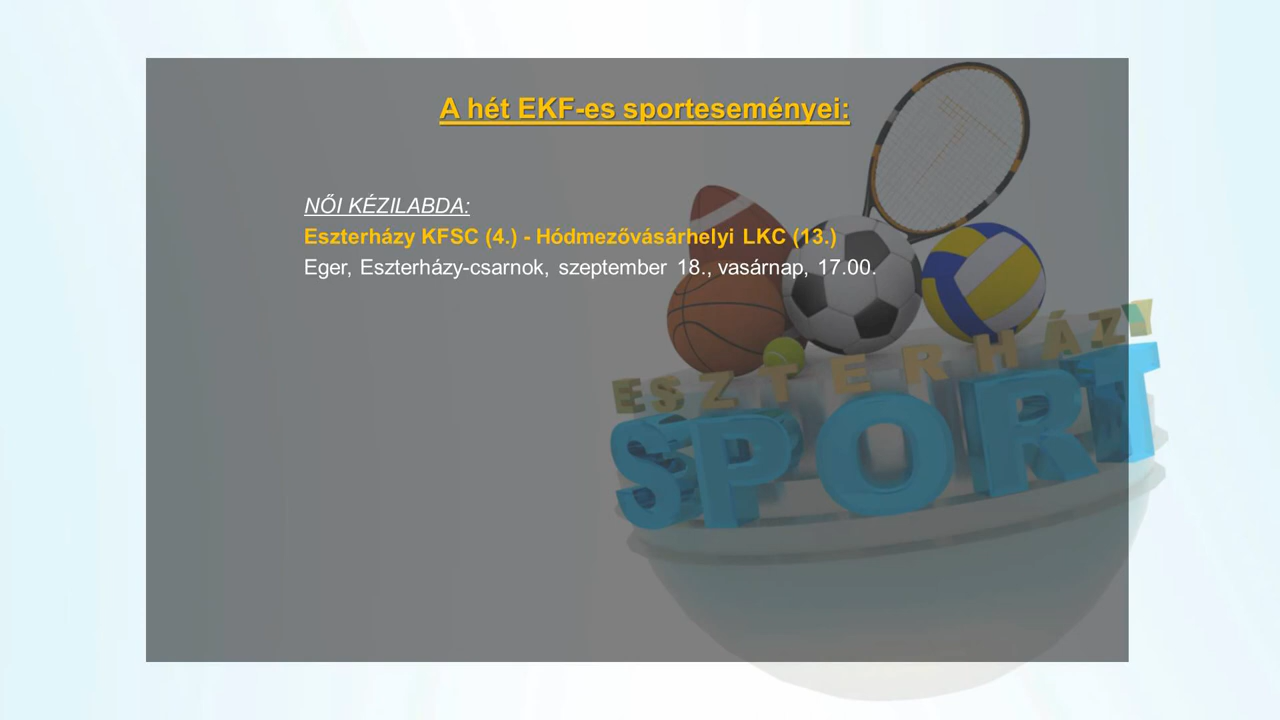 A hét EKF-es sporteseményei:
NŐI KÉZILABDA:
Eszterházy KFSC (4.) - Hódmezővásárhelyi LKC (13.)
Eger, Eszterházy-csarnok, szeptember 18., vasárnap, 17.00.
ESZTERHÁZY
SPORT